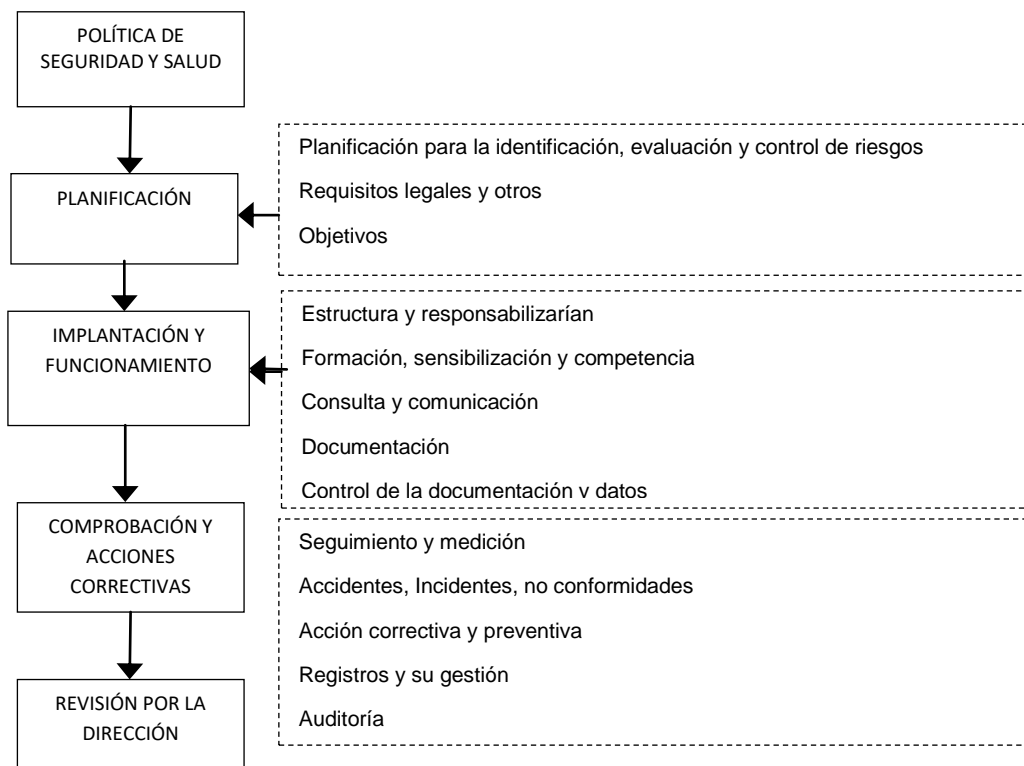 POLÍTICA DE
SEGURIDAD Y SALUD
PLANIFICACIÓN
Planificación para la identificación, evaluación y control de riesgos
Requisitos legales y otros
Objetivos
IMPLANTACIÓN Y
FUNCIONAMIENTO
Estructura y responsabilizarían
Formación, sensibilización y competencia
Consulta y comunicación
Documentación
Control de la documentación y datos
COMPROBACIÓN Y
ACCIONES
CORRECTIVAS
Seguimiento y medición
Accidentes, Incidentes, no conformidades
Acción correctiva y preventiva
Registros y su gestión
Auditoría
REVISIÓN POR LA
DIRECCIÓN